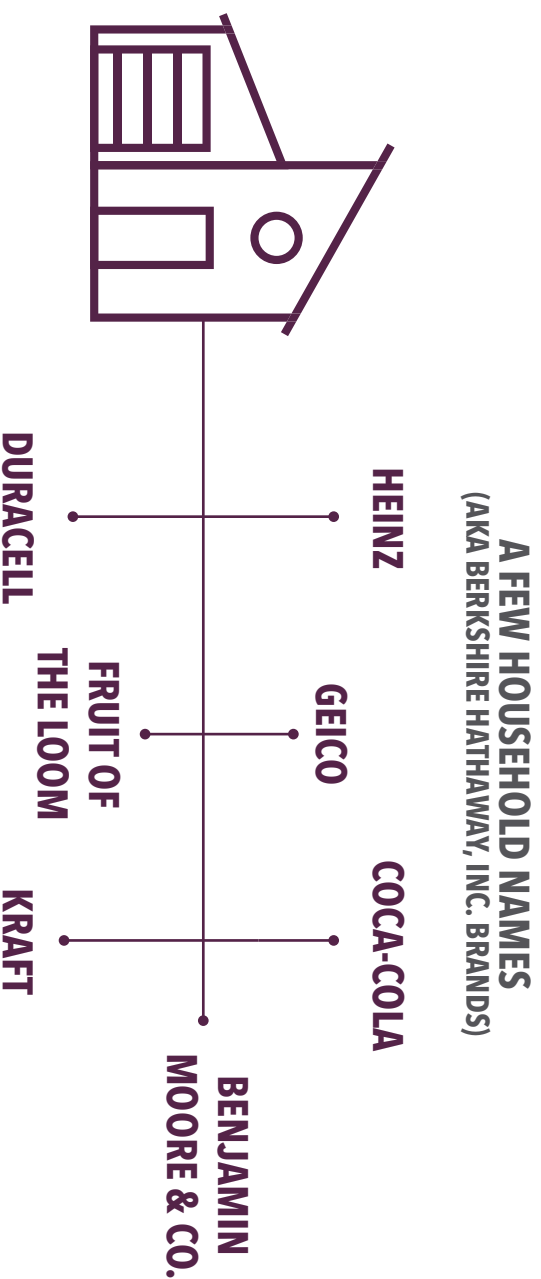 A FEW HOUSEHOLD NAMES
(AKA BERKSHIRE HATHAWAY, INC. BRANDS)
HEINZ
GEICO
COCA-COLA
BENJAMIN
MOORE & CO.
DURACELL
FRUIT OF
THE LOOM
KRAFT